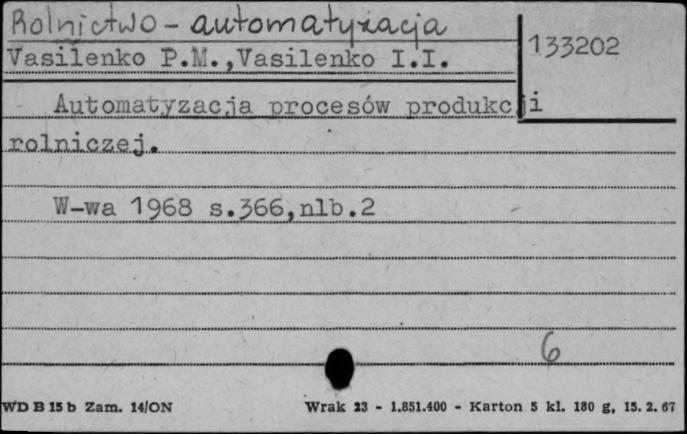 Rolnictwo - automatyzacja
133202
Vasilenko P.M.,Vasilenko I.I.
Automatyzacja procesów produkcji
rolniczej.
W-wa 1968 s.366,nlb.2
6
WD B 15 b Zam. 14/ON
Wrak 23 - 1.851.400 - Karton 5 kl. 180 g, 15. 2. 67